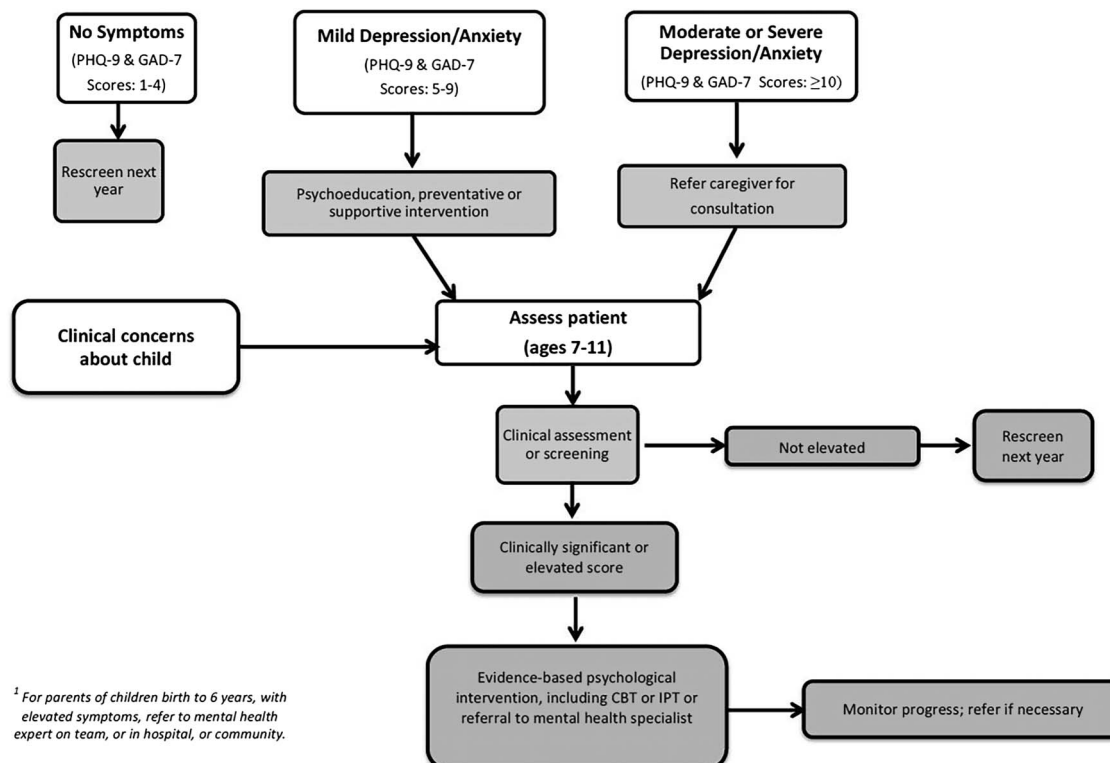 No Symptoms
(PHQ-9 & GAD-7
Scores: 1-4)
Mild Depression/Anxiety
(PHQ-9 & GAD-7
Scores: 5-9)
Moderate or Severe
Depression/Anxiety
(PHQ-9 & GAD-7 Scores: ≥10)
Rescreen next
year
Psychoeducation, preventative or
supportive intervention
Refer caregiver for
consultation
Clinical concerns
about child
Assess patient
(ages 7-11)
Clinical assessment
or screening
Not elevated
Rescreen
next year
Clinically significant or
elevated score
Evidence-based psychological
intervention, including CBT or IPT or
referral to mental health specialist
Monitor progress; refer if necessary
1 For parents of children birth to 6 years, with
elevated symptoms, refer to mental health
expert on team, or in hospital, or community.